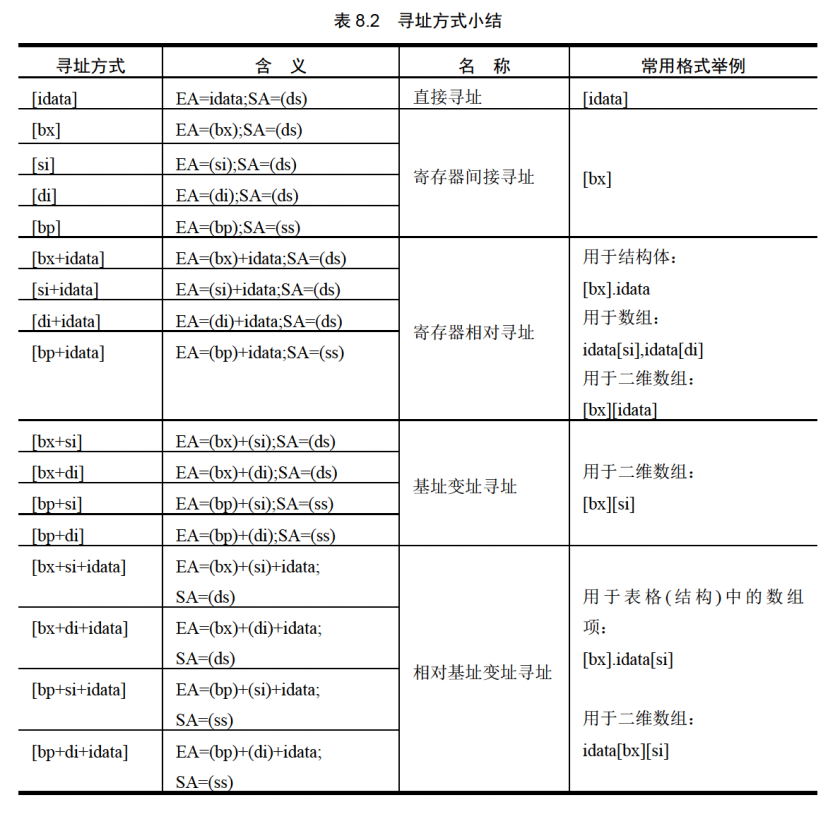 表 8.2 寻址方式小结
寻址方式 含 义 名 称 常用格式举例
[idata] EA=idata;SA=(ds) 直接寻址 [idata]
[bx] EA=(bx);SA=(ds)
[si] EA=(si);SA=(ds)
寄存器间接寻址 [bx]
[di] EA=(di);SA=(ds)
[bp] EA=(bp);SA=(ss)
[bx+idata] EA=(bx)+idata;SA=(ds) 用于结构体：
[si+idata] EA=(si)+idata;SA=(ds) [bx].idata
[di+idata] EA=(di)+idata;SA=(ds) 用于数组：
寄存器相对寻址
[bp+idata] EA=(bp)+idata;SA=(ss) idata[si],idata[di]
用于二维数组：
[bx][idata]
[bx+si] EA=(bx)+(si);SA=(ds)
[bx+di] EA=(bx)+(di);SA=(ds) 用于二维数组：
基址变址寻址
[bp+si] EA=(bp)+(si);SA=(ss) [bx][si]
[bp+di] EA=(bp)+(di);SA=(ss)
[bx+si+idata] EA=(bx)+(si)+idata;
SA=(ds) 用于表格(结构)中的数组
[bx+di+idata] EA=(bx)+(di)+idata; 项：
SA=(ds) [bx].idata[si]
相对基址变址寻址
[bp+si+idata] EA=(bp)+(si)+idata;
SA=(ss) 用于二维数组：
[bp+di+idata] EA=(bp)+(di)+idata; idata[bx][si]
SA=(ss)